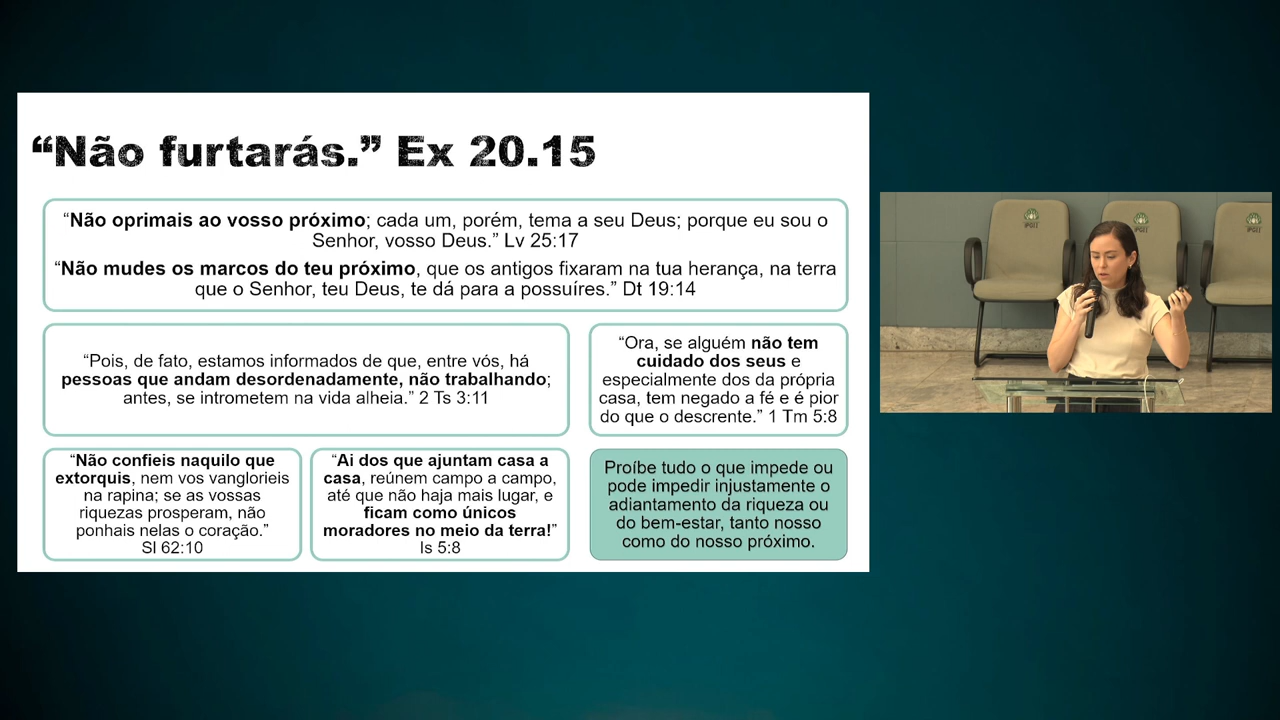 “Não furtarás.” Ex 20.15
“Não oprimais ao vosso próximo; cada um, porém, tema a seu Deus; porque eu sou o
Senhor, vosso Deus.” Lv 25:17
“Não mudes os marcos do teu próximo, que os antigos fixaram na tua herança, na terra
que o Senhor, teu Deus, te dá para a possuíres.” Dt 19:14
“Pois, de fato, estamos informados de que, entre vós, há
pessoas que andam desordenadamente, não trabalhando;
antes, se intrometem na vida alheia.” 2 Ts 3:11
“Ora, se alguém não tem
cuidado dos seus e
especialmente dos da própria
casa, tem negado a fé e é pior
do que o descrente.” 1 Tm 5:8
“Não confieis naquilo que
extorquis, nem vos vanglorieis
na rapina; se as vossas
riquezas prosperam, não
ponhais nelas o coração.”
Sl 62:10
“Ai dos que ajuntam casa a
casa, reúnem campo a campo,
até que não haja mais lugar, e
ficam como únicos
moradores no meio da terra!”
Is 5:8
Proíbe tudo o que impede ou
pode impedir injustamente o
adiantamento da riqueza ou
do bem-estar, tanto nosso
como do nosso próximo.